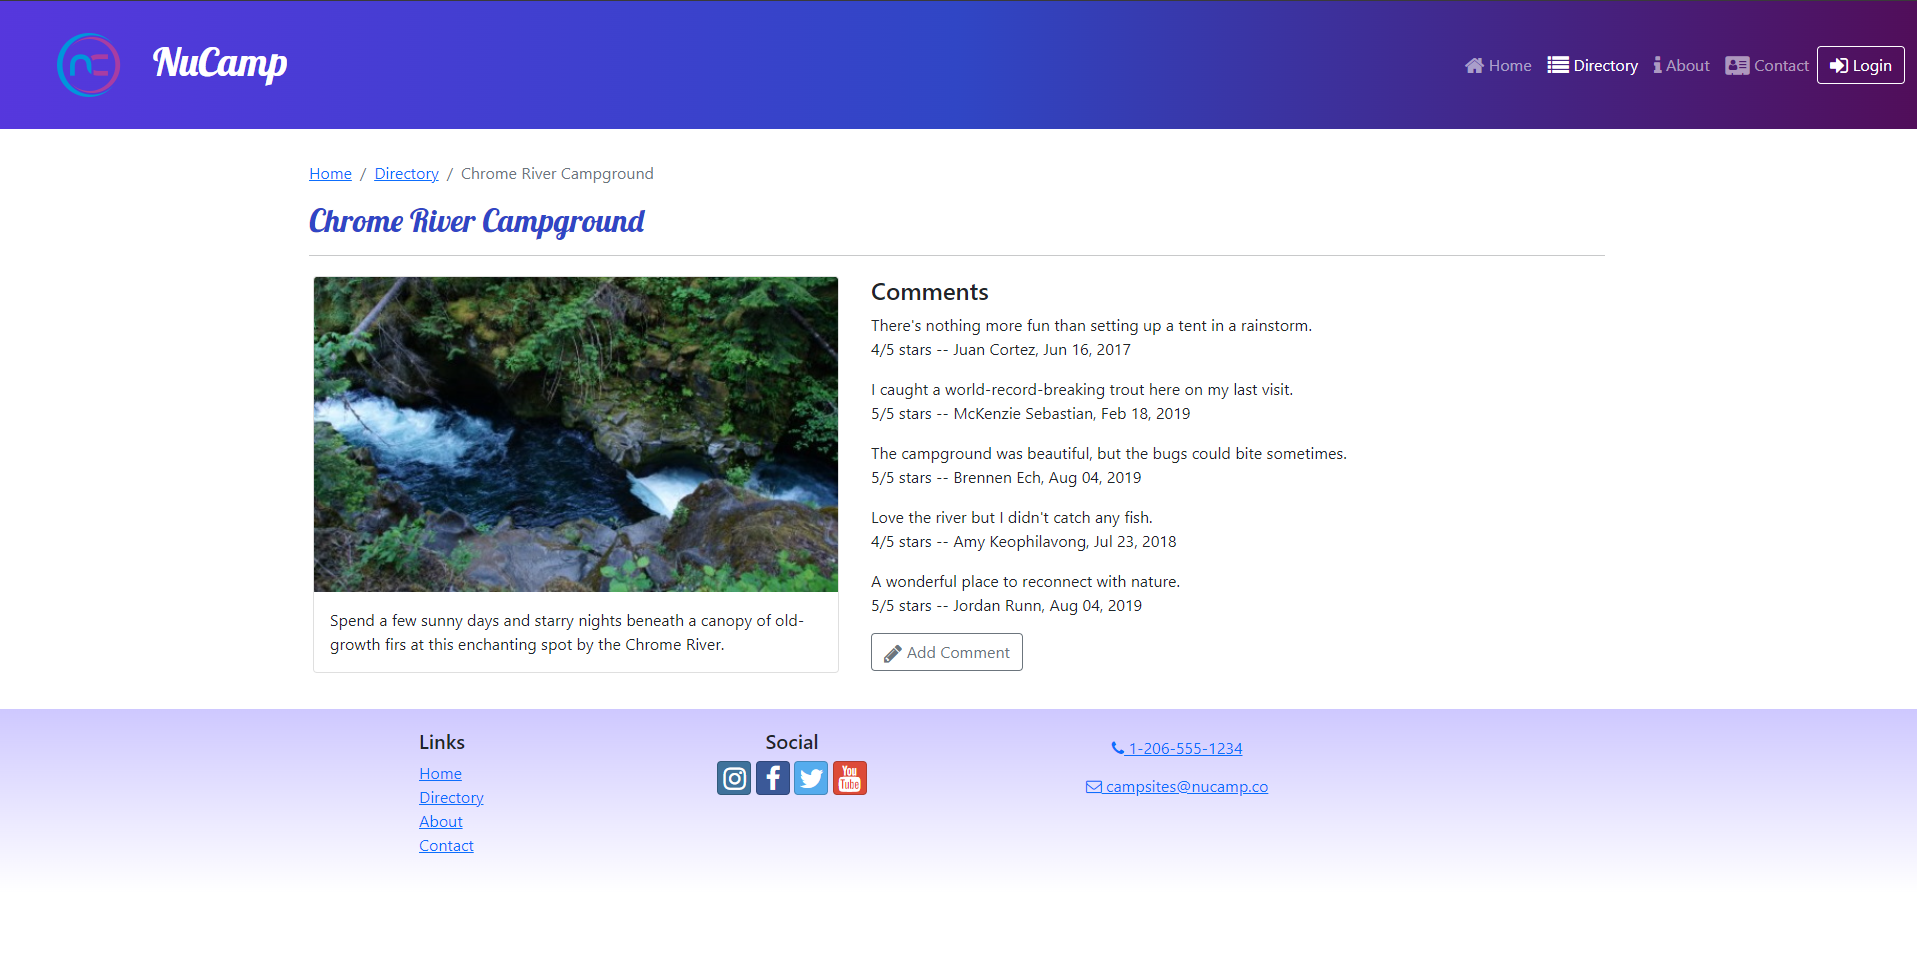 NuCamp
Home Directory About Contact Login
Home / Directory / Chrome River Campground
Chrome River Campground
Comments
There's nothing more fun than setting up a tent in a rainstorm.
4/5 stars -- Juan Cortez, Jun 16, 2017
I caught a world-record-breaking trout here on my last visit.
5/5 stars -- McKenzie Sebastian, Feb 18, 2019
The campground was beautiful, but the bugs could bite sometimes.
5/5 stars -- Brennen Ech, Aug 04, 2019
Love the river but I didn't catch any fish.
4/5 stars -- Amy Keophilavong, Jul 23, 2018
A wonderful place to reconnect with nature.
5/5 stars -- Jordan Runn, Aug 04, 2019
Add Comment
Spend a few sunny days and starry nights beneath a canopy of old-
growth firs at this enchanting spot by the Chrome River.
Links
Home
Directory
About
Contact
Social
You
Tube
1-206-555-1234
campsites@nucamp.co